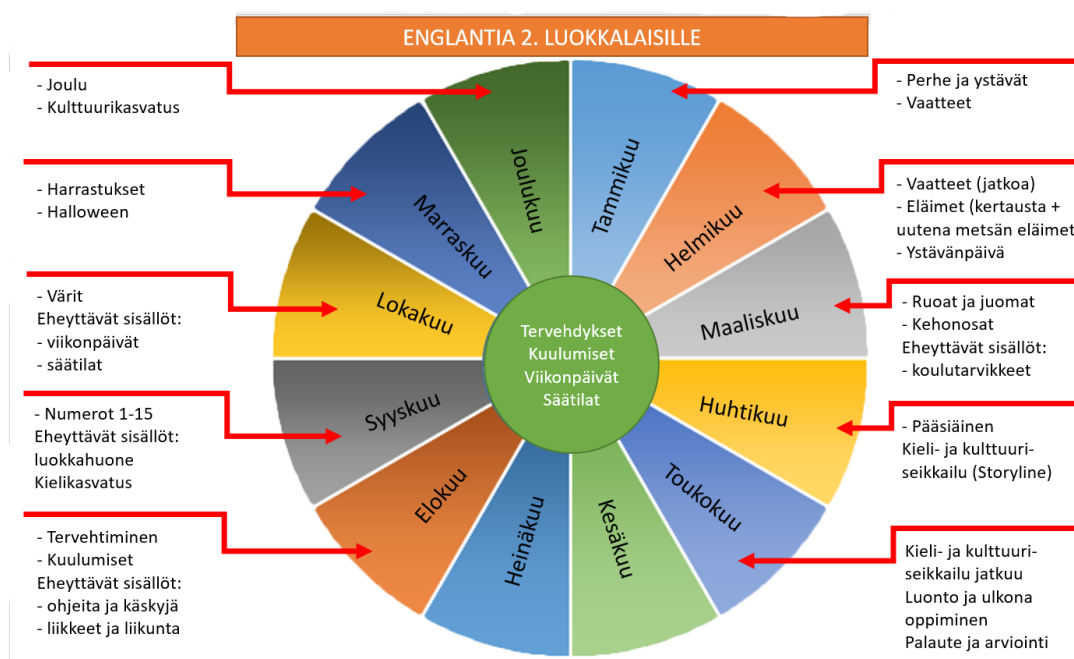 ENGLANTIA 2. LUOKKALAISILLE
- Joulu
- Kulttuurikasvatus
- Harrastukset
- Halloween
- Värit
Eheyttävät sisällöt:
- viikonpäivät
- säätilat
- Numerot 1-15
Eheyttävät sisällöt:
luokkahuone
Kielikasvatus
- Tervehtiminen
- Kuulumiset
Eheyttävät sisällöt:
- ohjeita ja käskyjä
- liikkeet ja liikunta
Tammikuu
Helmikuu
Maaliskuu
Huhtikuu
Toukokuu
Kesäkuu
Heinäkuu
Elokuu
Syyskuu
Lokakuu
Marraskuu
Joulukuu
Tervehdykset
Kuulumiset
Viikonpäivät
Säätilat
- Perhe ja ystävät
- Vaatteet
- Vaatteet (jatkoa)
- Eläimet (kertausta +
uutena metsän eläimet
- Ystävänpäivä
- Ruoat ja juomat
- Kehonosat
Eheyttävät sisällöt:
- koulutarvikkeet
- Pääsiäinen
Kieli- ja kulttuuri-
seikkailu (Storyline)
Kieli- ja kulttuuri-
seikkailu jatkuu
Luonto ja ulkona
oppiminen
Palaute ja arviointi